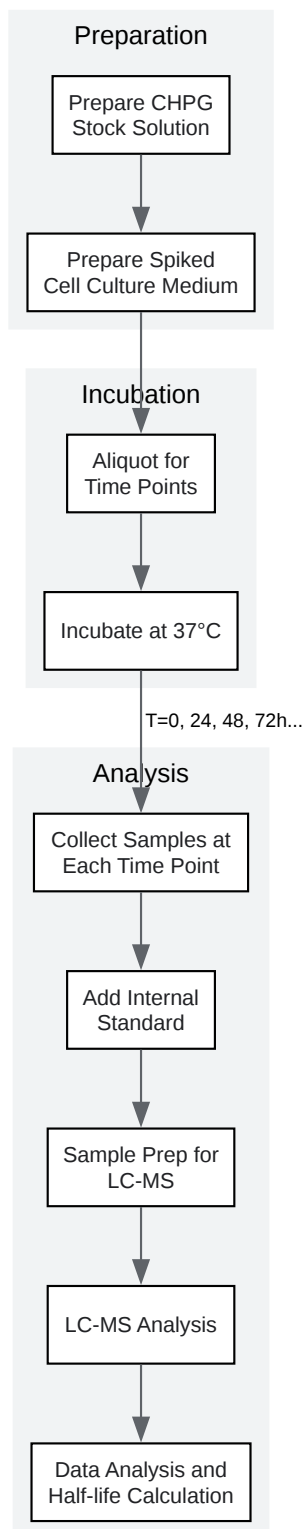 Preparation
Prepare CHPG
Stock Solution
Prepare Spiked
Cell Culture Medium
Incubation
Aliquot for
Time Points
Incubate at 37°C
T=0, 24, 48, 72h...
Analysis
Collect Samples at
Each Time Point
Add Internal
Standard
Sample Prep for
LC-MS
LC-MS Analysis
Data Analysis and
Half-life Calculation